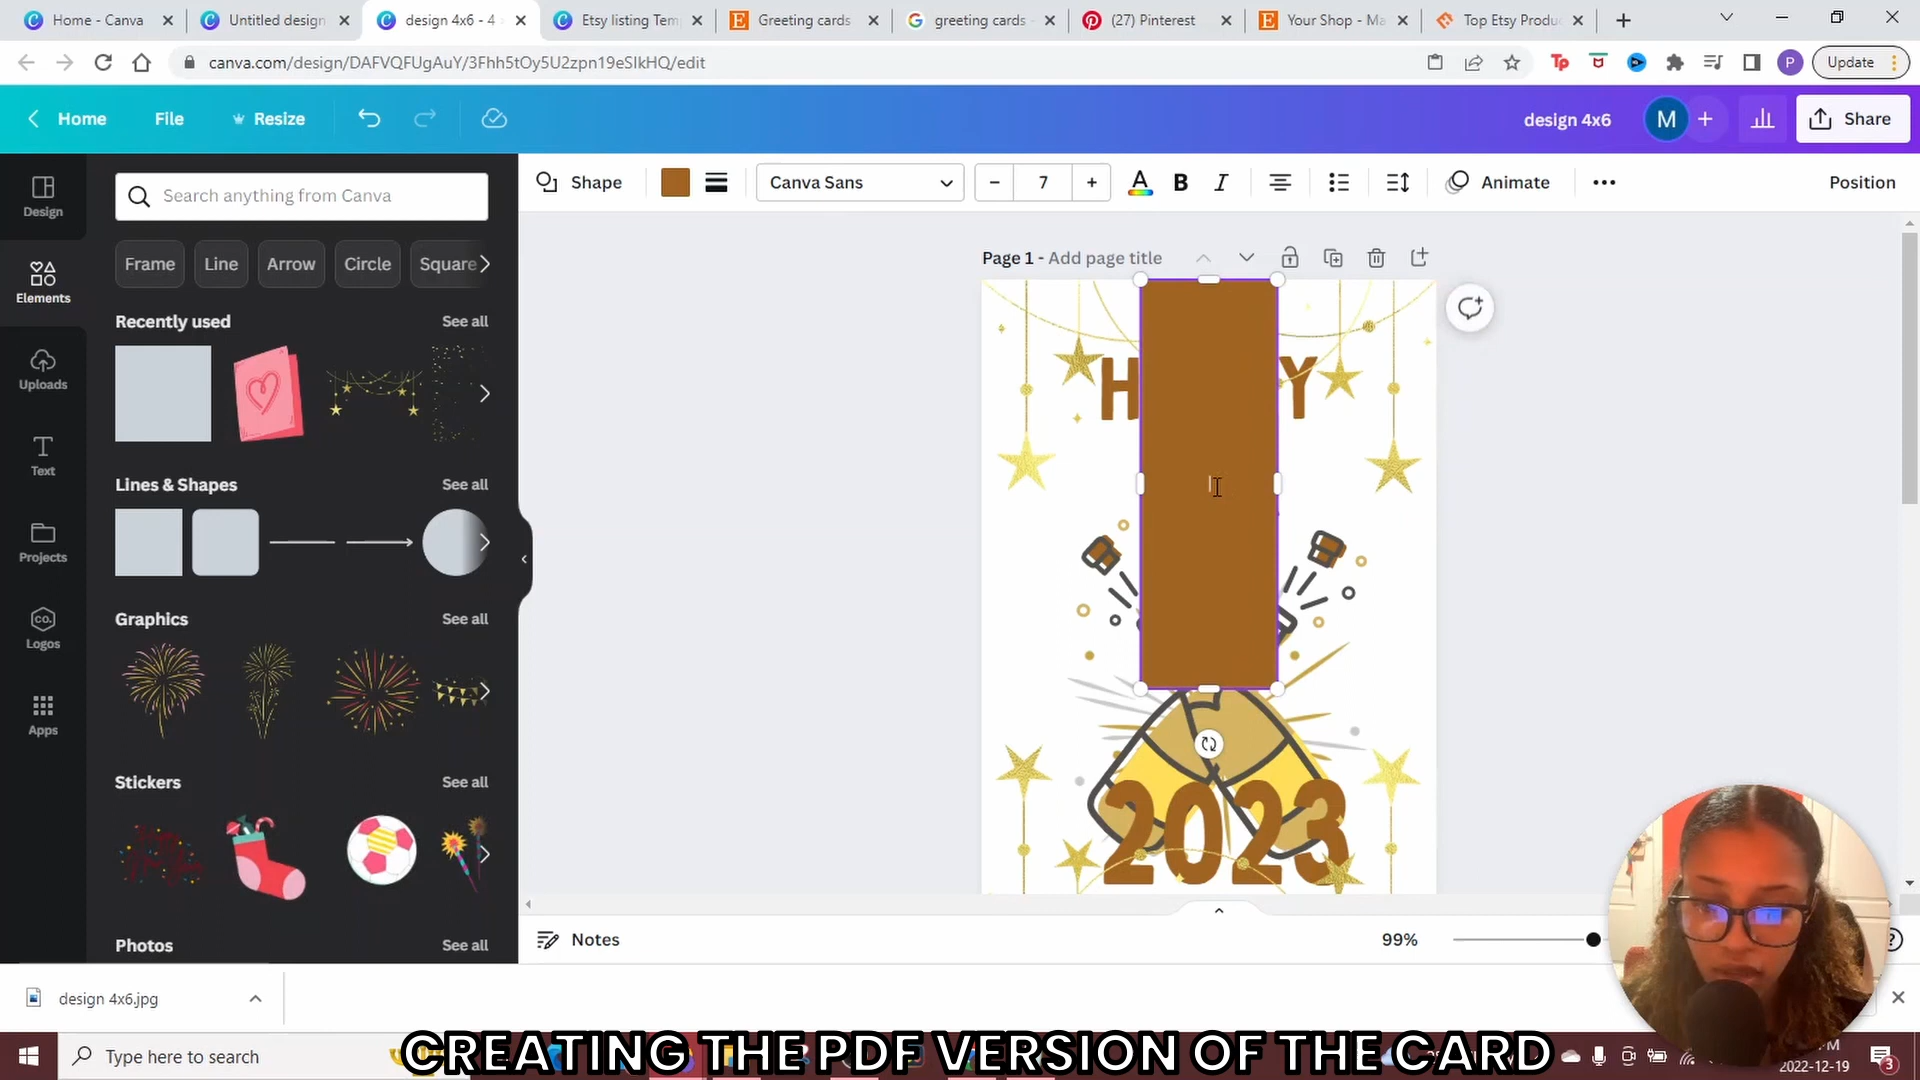 Home - Canva
Untitled design
design 4x6 - 4
Etsy listing Tem
Greeting cards
greeting cards -
(27) Pinterest
Your Shop - Ma
Top Etsy Produ
canva.com/design/DAFVQFUgAuY/3Fhh5tOy5U2zpn19eSlkHQ/edit
Tp
P
Update
Home
File
Resize
design 4x6
M
Share
Design
Elements
Uploads
Text
Projects
CO.
Logos
Apps
Search anything from Canva
Frame
Line
Arrow
Circle
Square
Recently used
See all
Lines & Shapes
See all
Graphics
See all
Stickers
See all
Photos
See all
Shape
Canva Sans
7
A
B
I
Animate
Position
Page 1 - Add page title
H
Y
2023
Notes
99%
design 4x6.jpg
Type here to search
CREATING THE PDF VERSION OF THE CARD
2022-12-19
3